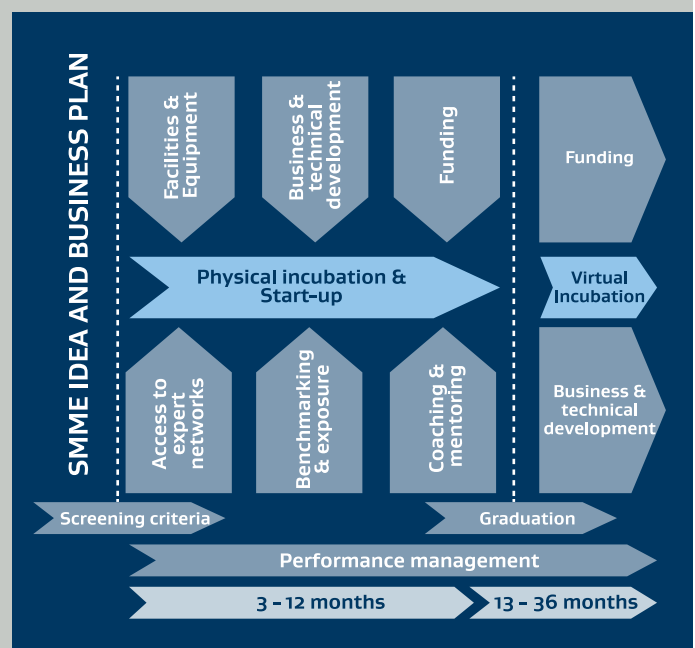 SMME IDEA AND BUSINESS PLAN
Facilities &
Equipment
Business &
technical
development
Funding
Funding
Physical incubation &
Start-up
Virtual
Incubation
Access to
expert
networks
Benchmarking
& exposure
Coaching &
mentoring
Business &
technical
development
Screening criteria
Graduation
Performance management
3 - 12 months
13 - 36 months